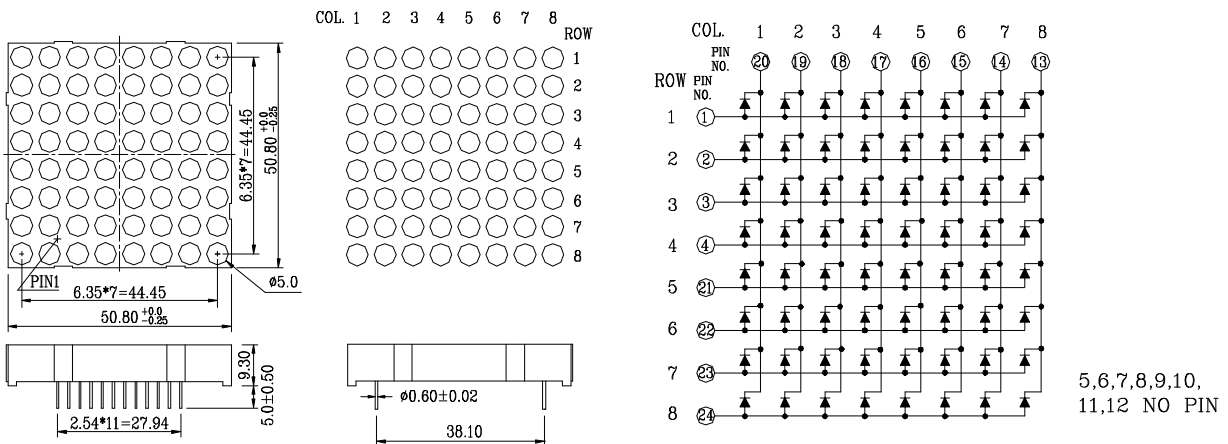 6.35*7=44.45
50.80 +0.0 -0.25
PIN1
ø5.0
6.35*7=44.45
50.80 +0.0 -0.25
9.30
5.0±0.50
2.54*11=27.94
COL. 1 2 3 4 5 6 7 8
ROW
1
2
3
4
5
6
7
8
ø0.60±0.02
38.10
COL. 1 2 3 4 5 6 7 8
PIN NO. 20 19 18 17 16 15 14 13
ROW PIN NO.
1 1
2 2
3 3
4 4
5 21
6 22
7 23
8 24
5,6,7,8,9,10,
11,12 NO PIN